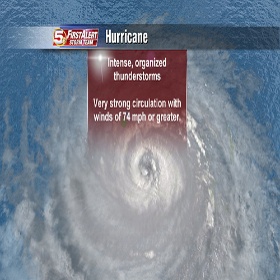 5 FIRST ALERT Hurricane
STORM TEAM
Intense, organized
thunderstorms
Very strong circulation with
winds of 74 mph or greater.